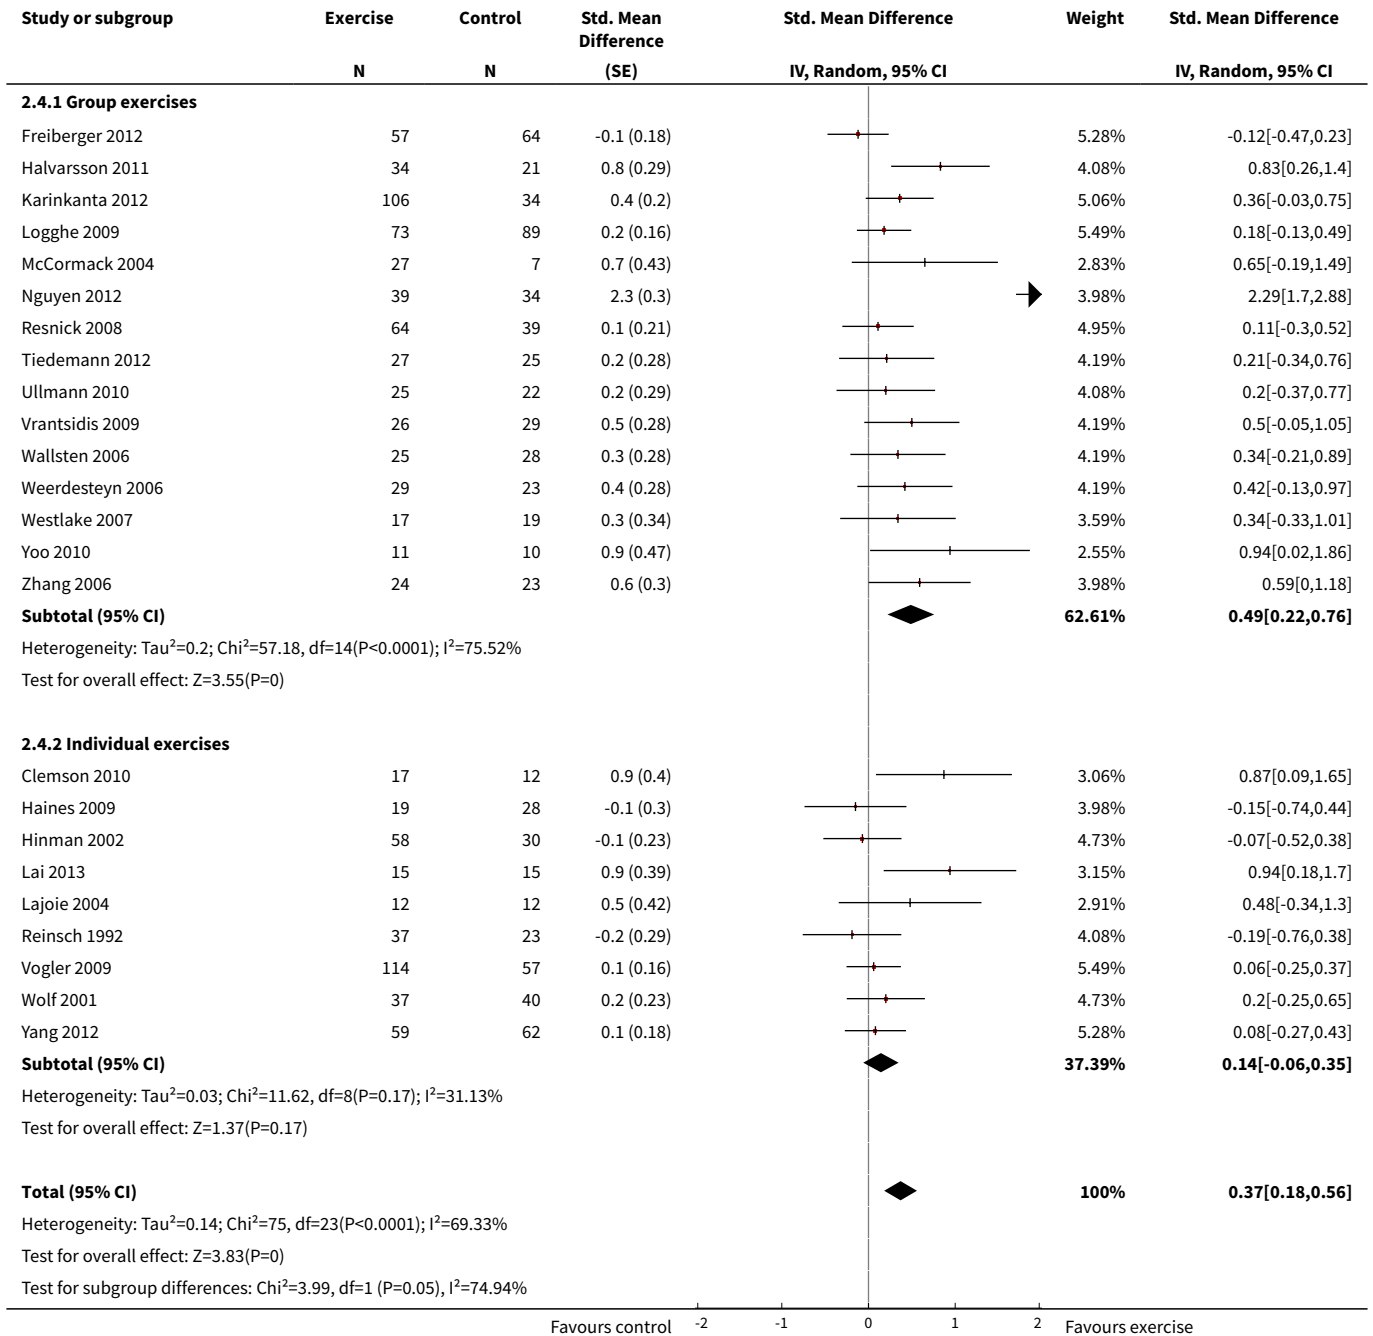 Study or subgroup Exercise Control Std. Mean Difference Std. Mean Difference Weight Std. Mean Difference
N N (SE) IV, Random, 95% CI IV, Random, 95% CI
2.4.1 Group exercises
Freiberger 2012 57 64 -0.1 (0.18) 5.28% -0.12[-0.47,0.23]
Halvarsson 2011 34 21 0.8 (0.29) 4.08% 0.83[0.26,1.4]
Karinkanta 2012 106 34 0.4 (0.2) 5.06% 0.36[-0.03,0.75]
Logghe 2009 73 89 0.2 (0.16) 5.49% 0.18[-0.13,0.49]
McCormack 2004 27 7 0.7 (0.43) 2.83% 0.65[-0.19,1.49]
Nguyen 2012 39 34 2.3 (0.3) 3.98% 2.29[1.7,2.88]
Resnick 2008 64 39 0.1 (0.21) 4.95% 0.11[-0.3,0.52]
Tiedemann 2012 27 25 0.2 (0.28) 4.19% 0.21[-0.34,0.76]
Ullmann 2010 25 22 0.2 (0.29) 4.08% 0.2[-0.37,0.77]
Vrantsidis 2009 26 29 0.5 (0.28) 4.19% 0.5[-0.05,1.05]
Wallsten 2006 25 28 0.3 (0.28) 4.19% 0.34[-0.21,0.89]
Weerdesteyn 2006 29 23 0.4 (0.28) 4.19% 0.42[-0.13,0.97]
Westlake 2007 17 19 0.3 (0.34) 3.59% 0.34[-0.33,1.01]
Yoo 2010 11 10 0.9 (0.47) 2.55% 0.94[0.02,1.86]
Zhang 2006 24 23 0.6 (0.3) 3.98% 0.59[0,1.18]
Subtotal (95% CI) 62.61% 0.49[0.22,0.76]
Heterogeneity: Tau²=0.2; Chi²=57.18, df=14(P<0.0001); I²=75.52%
Test for overall effect: Z=3.55(P=0)
2.4.2 Individual exercises
Clemson 2010 17 12 0.9 (0.4) 3.06% 0.87[0.09,1.65]
Haines 2009 19 28 -0.1 (0.3) 3.98% -0.15[-0.74,0.44]
Hinman 2002 58 30 -0.1 (0.23) 4.73% -0.07[-0.52,0.38]
Lai 2013 15 15 0.9 (0.39) 3.15% 0.94[0.18,1.7]
Lajoie 2004 12 12 0.5 (0.42) 2.91% 0.48[-0.34,1.3]
Reinsch 1992 37 23 -0.2 (0.29) 4.08% -0.19[-0.76,0.38]
Vogler 2009 114 57 0.1 (0.16) 5.49% 0.06[-0.25,0.37]
Wolf 2001 37 40 0.2 (0.23) 4.73% 0.2[-0.25,0.65]
Yang 2012 59 62 0.1 (0.18) 5.28% 0.08[-0.27,0.43]
Subtotal (95% CI) 37.39% 0.14[-0.06,0.35]
Heterogeneity: Tau²=0.03; Chi²=11.62, df=8(P=0.17); I²=31.13%
Test for overall effect: Z=1.37(P=0.17)
Total (95% CI) 100% 0.37[0.18,0.56]
Heterogeneity: Tau²=0.14; Chi²=75, df=23(P<0.0001); I²=69.33%
Test for overall effect: Z=3.83(P=0)
Test for subgroup differences: Chi²=3.99, df=1 (P=0.05), I²=74.94%
Favours control -2 -1 0 1 2 Favours exercise